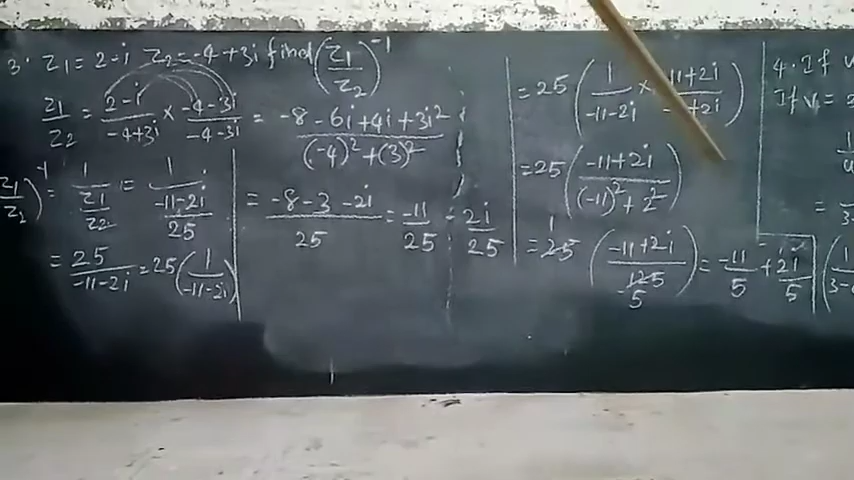 3. Z₁ = 2-i Z₂ = -4+3i find (Z₁/Z₂)⁻¹
Z₁/Z₂ = (2-i)/(-4+3i) × (-4-3i)/(-4-3i) = (-8-6i+4i+3i²)/((-4)²+(3)²)
= (-8-3-2i)/25 = -11/25 - 2i/25
(Z₁/Z₂)⁻¹ = 1/(Z₁/Z₂) = 1/((-11-2i)/25)
= 25/(-11-2i) = 25(1/(-11-2i))
= 25(1/(-11-2i) × -11+2i/-11+2i)
= 25((-11+2i)/((-11)²+2²))
= 25((-11+2i)/125) = -11/5 + 2i/5
4. If
If v =